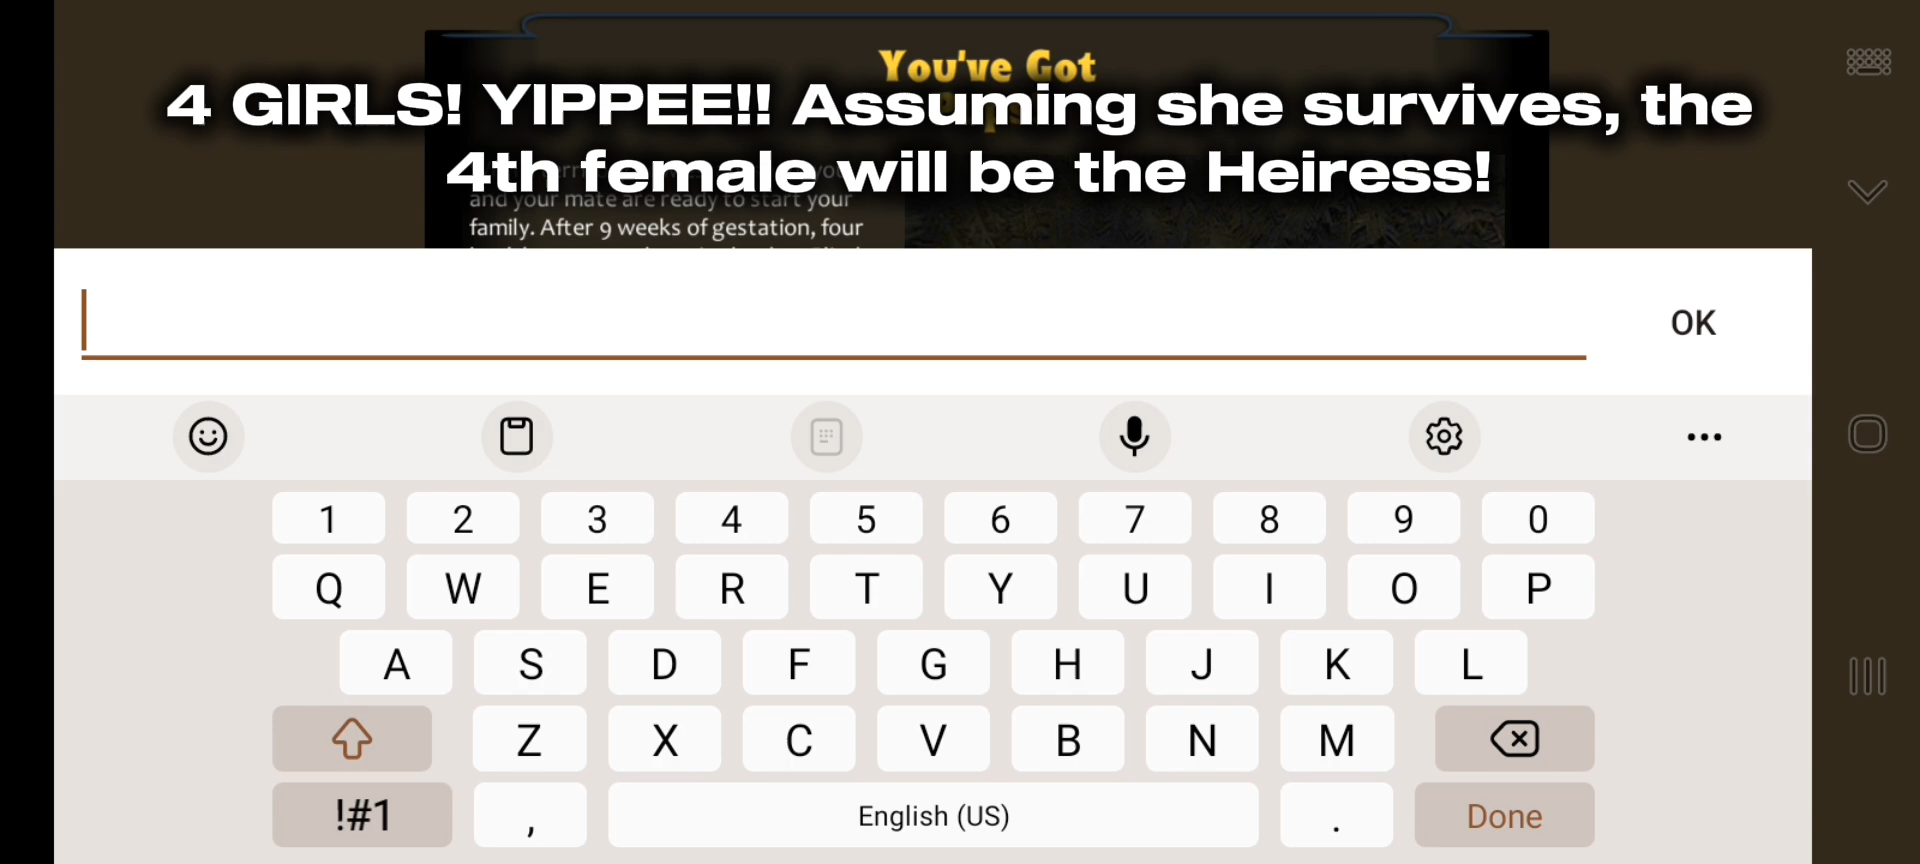 You've Got
4 GIRLS! YIPPEE!! Assuming she survives, the
4th female will be the Heiress!
and your mate are ready to start your
family. After 9 weeks of gestation, four
OK
1 2 3 4 5 6 7 8 9 0
Q W E R T Y U I O P
A S D F G H J K L
Z X C V B N M
!#1 , English (US) . Done